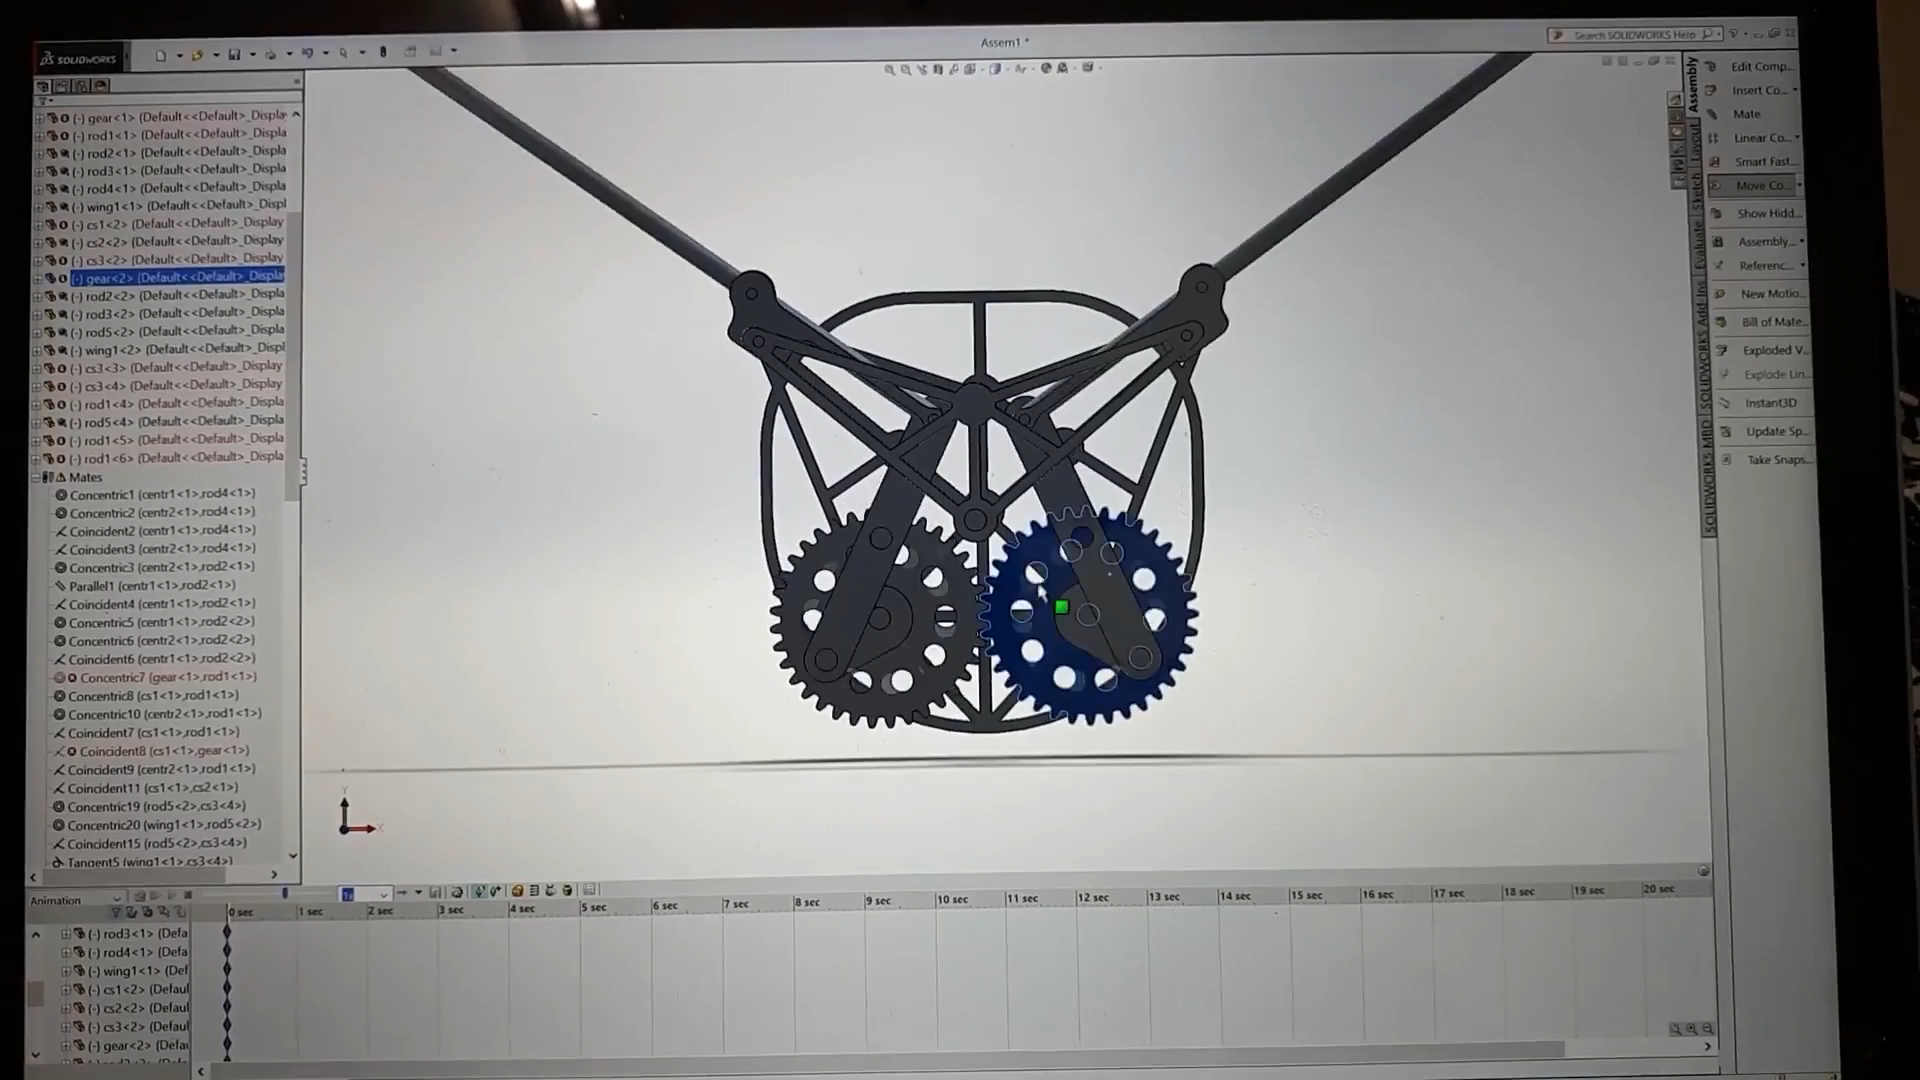 SOLIDWORKS
Assem1 *
Search SOLIDWORKS Help
(-) gear<1> (Default<<Default>_Display
(-) rod1<1> (Default<<Default>_Displa
(-) rod2<1> (Default<<Default>_Displa
(-) rod3<1> (Default<<Default>_Displa
(-) rod4<1> (Default<<Default>_Displa
(-) wing1<1> (Default<<Default>_Displ
(-) cs1<2> (Default<<Default>_Display
(-) cs2<2> (Default<<Default>_Display
(-) cs3<2> (Default<<Default>_Display
(-) gear<2> (Default<<Default>_Displa
(-) rod2<2> (Default<<Default>_Displa
(-) rod3<2> (Default<<Default>_Displa
(-) rod5<2> (Default<<Default>_Displa
(-) wing1<2> (Default<<Default>_Displ
(-) cs3<3> (Default<<Default>_Display
(-) cs3<4> (Default<<Default>_Display
(-) rod1<4> (Default<<Default>_Displa
(-) rod5<4> (Default<<Default>_Displa
(-) rod1<5> (Default<<Default>_Displa
(-) rod1<6> (Default<<Default>_Displa
Mates
Concentric1 (centr1<1>,rod4<1>)
Concentric2 (centr2<1>,rod4<1>)
Coincident2 (centr1<1>,rod4<1>)
Coincident3 (centr2<1>,rod4<1>)
Concentric3 (centr2<1>,rod2<1>)
Parallel1 (centr1<1>,rod2<1>)
Coincident4 (centr1<1>,rod2<1>)
Concentric5 (centr1<1>,rod2<2>)
Concentric6 (centr1<1>,rod2<2>)
Coincident6 (centr1<1>,rod2<2>)
Concentric7 (gear<1>,rod1<1>)
Concentric8 (cs1<1>,rod1<1>)
Concentric10 (centr2<1>,rod1<1>)
Coincident7 (cs1<1>,rod1<1>)
Coincident8 (cs1<1>,gear<1>)
Coincident9 (centr2<1>,rod1<1>)
Coincident11 (cs1<1>,cs2<1>)
Concentric19 (rod5<2>,cs3<4>)
Concentric20 (wing1<1>,rod5<2>)
Coincident15 (rod5<2>,cs3<4>)
Tangent5 (wing1<1>,cs3<4>)
Assembly
Layout
Sketch
Evaluate
SOLIDWORKS Add-Ins
SOLIDWORKS MBD
Edit Comp...
Insert Co...
Mate
Linear Co...
Smart Fast...
Move Co...
Show Hidd...
Assembly...
Referenc...
New Motio...
Bill of Mate...
Exploded V...
Explode Lin...
Instant3D
Update Sp...
Take Snaps...
Y
X
Animation
0 sec
1 sec
2 sec
3 sec
4 sec
5 sec
6 sec
7 sec
8 sec
9 sec
10 sec
11 sec
12 sec
13 sec
14 sec
15 sec
16 sec
17 sec
18 sec
19 sec
20 sec
(-) rod3<1> (Defa
(-) rod4<1> (Defa
(-) wing1<1> (Def
(-) cs1<2> (Defaul
(-) cs2<2> (Defaul
(-) cs3<2> (Defaul
(-) gear<2> (Defau